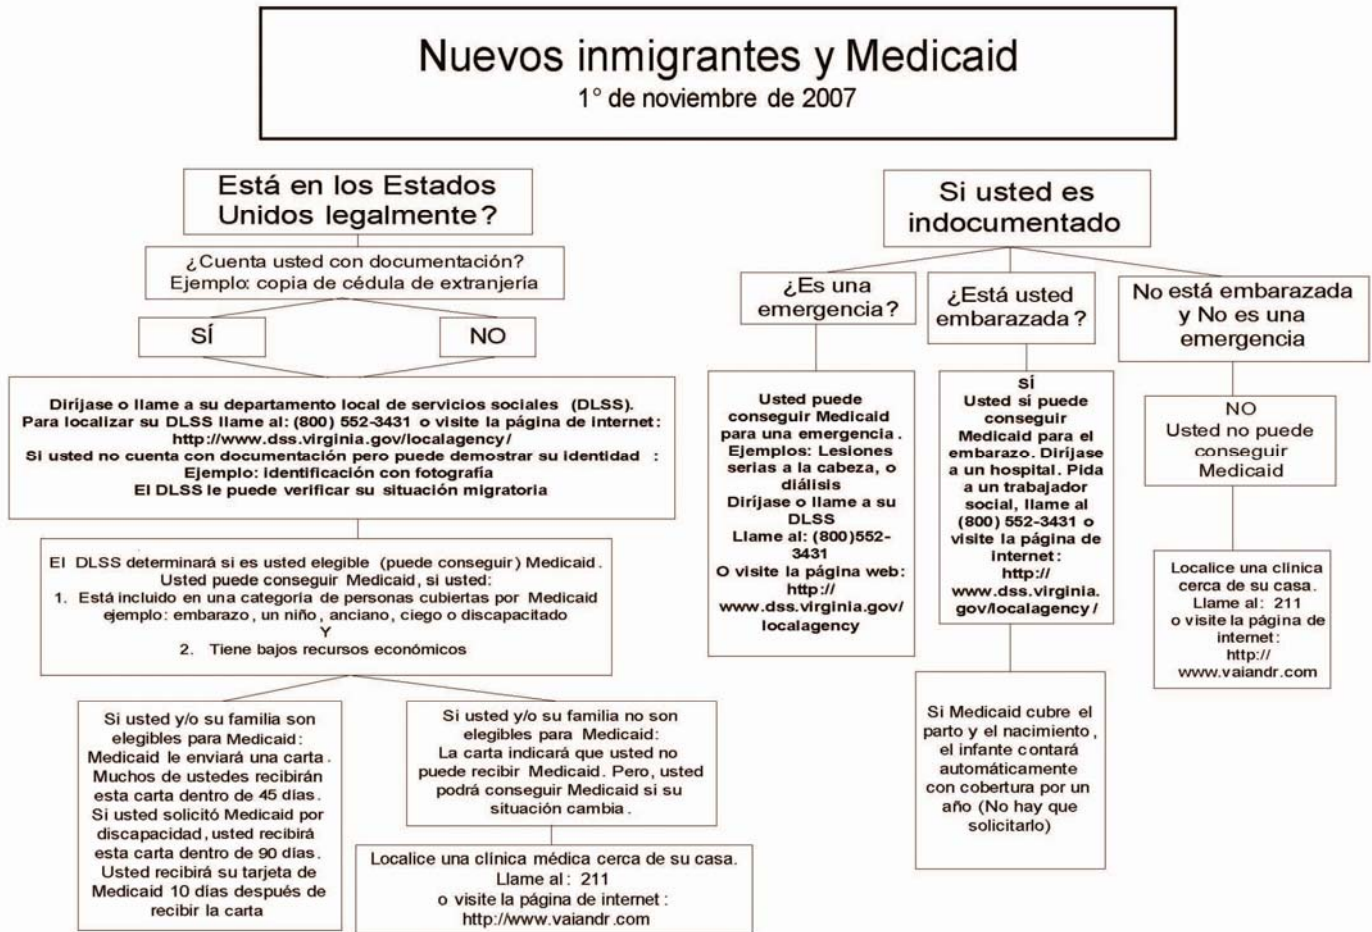 Nuevos inmigrantes y Medicaid
1° de noviembre de 2007
Está en los Estados
Unidos legalmente?
¿Cuenta usted con documentación?
Ejemplo: copia de cédula de extranjería
SÍ
NO
Diríjase o llame a su departamento local de servicios sociales (DLSS).
Para localizar su DLSS llame al: (800) 552-3431 o visite la página de internet:
http://www.dss.virginia.gov/localagency/
Si usted no cuenta con documentación pero puede demostrar su identidad :
Ejemplo: identificación con fotografía
El DLSS le puede verificar su situación migratoria
El DLSS determinará si es usted elegible (puede conseguir) Medicaid.
Usted puede conseguir Medicaid, si usted:
1. Está incluido en una categoría de personas cubiertas por Medicaid
ejemplo: embarazo, un niño, anciano, ciego o discapacitado
Y
2. Tiene bajos recursos económicos
Si usted y/o su familia son
elegibles para Medicaid:
Medicaid le enviará una carta.
Muchos de ustedes recibirán
esta carta dentro de 45 días.
Si usted solicitó Medicaid por
discapacidad, usted recibirá
esta carta dentro de 90 días.
Usted recibirá su tarjeta de
Medicaid 10 días después de
recibir la carta
Si usted y/o su familia no son
elegibles para Medicaid:
La carta indicará que usted no
puede recibir Medicaid. Pero, usted
podrá conseguir Medicaid si su
situación cambia.
Localice una clínica médica cerca de su casa.
Llame al: 211
o visite la página de internet:
http://www.vaiandr.com
Si usted es
indocumentado
¿Es una
emergencia?
Usted puede
conseguir Medicaid
para una emergencia.
Ejemplos: Lesiones
serias a la cabeza, o
diálisis
Diríjase o llame a su
DLSS
Llame al: (800)552-
3431
O visite la página web:
http://
www.dss.virginia.gov/
localagency
¿Está usted
embarazada?
SÍ
Usted sí puede
conseguir
Medicaid para el
embarazo. Diríjase
a un hospital. Pida
a un trabajador
social, llame al
(800) 552-3431 o
visite la página de
internet:
http://
www.dss.virginia.
gov/localagency/
Si Medicaid cubre el
parto y el nacimiento,
el infante contará
automáticamente
con cobertura por un
año (No hay que
solicitarlo)
No está embarazada
y No es una
emergencia
NO
Usted no puede
conseguir
Medicaid
Localice una clínica
cerca de su casa.
Llame al: 211
o visite la página de
internet:
http://
www.vaiandr.com